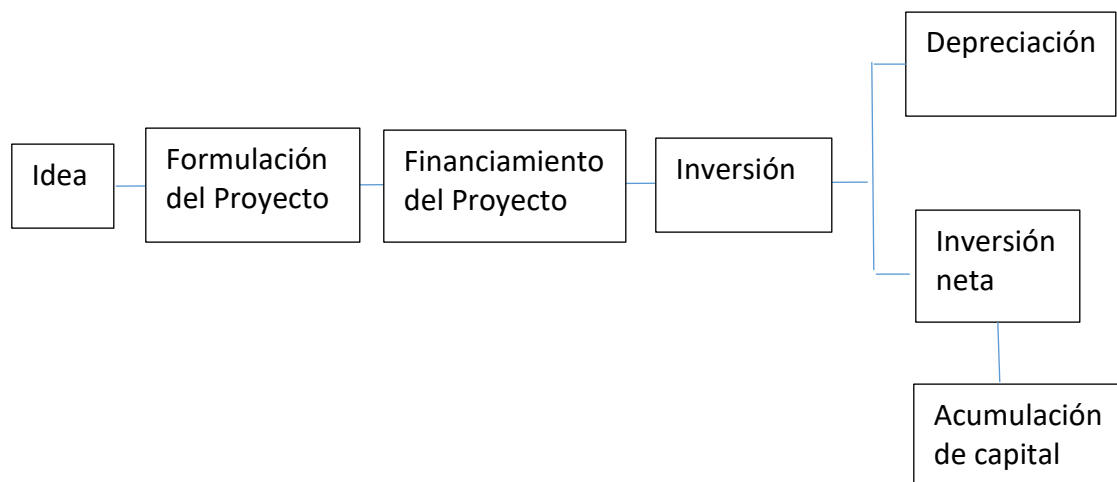 Idea
Formulación
del Proyecto
Financiamiento
del Proyecto
Inversión
Depreciación
Inversión
neta
Acumulación
de capital